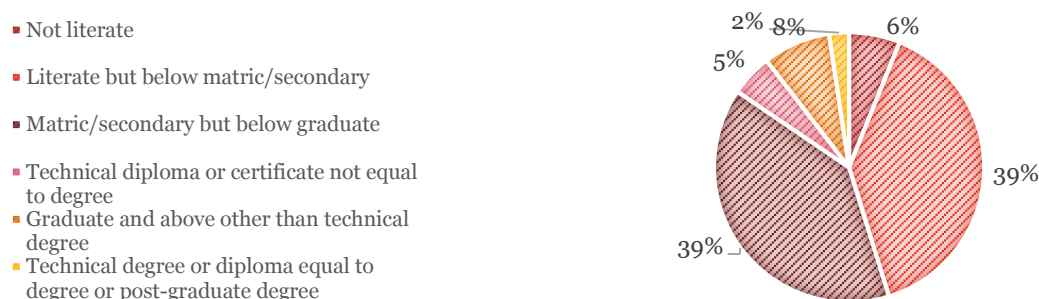 Not literate
Literate but below matric/secondary
Matric/secondary but below graduate
Technical diploma or certificate not equal
to degree
Graduate and above other than technical
degree
Technical degree or diploma equal to
degree or post-graduate degree
2%
8%
6%
5%
39%
39%